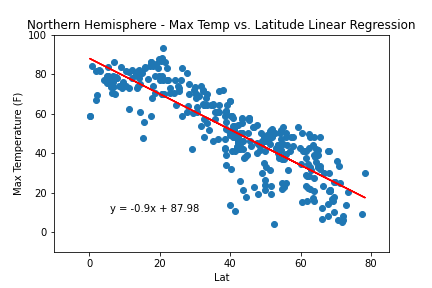 Northern Hemisphere - Max Temp vs. Latitude Linear Regression
100
80
60
40
20
0
Max Temperature (F)
y = -0.9x + 87.98
0 20 40 60 80
Lat